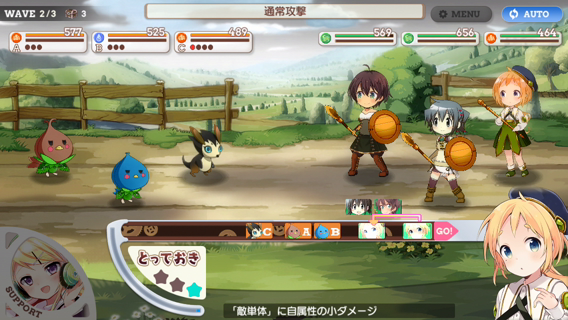 WAVE 2/3 3
通常攻撃
MENU
AUTO
577
A
525
B
489
C
569
656
464
C A B GO!
とっておき
SUPPORT
「敵単体」に自属性の小ダメージ